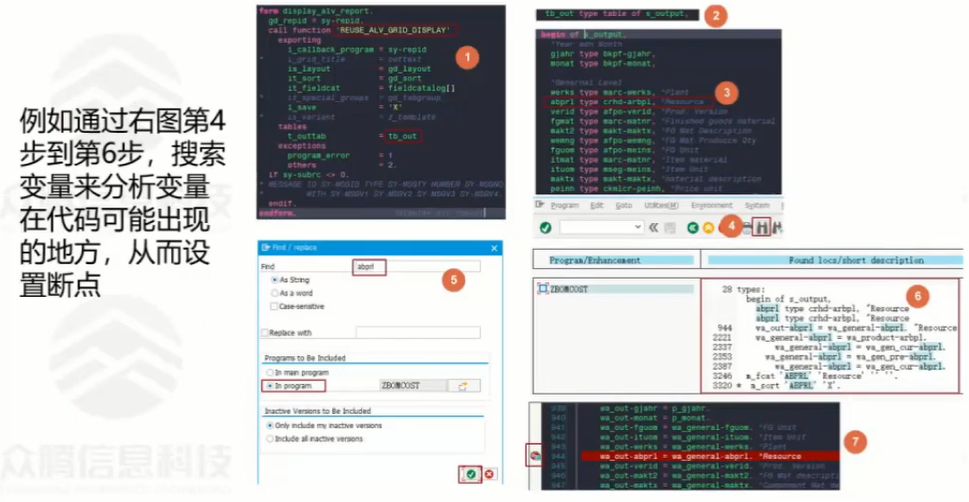 例如通过右图第4
步到第6步，搜索
变量来分析变量
在代码可能出现
的地方，从而设
置断点
form display_alv_report.
gd_repid = sy-repid.
call function 'REUSE_ALV_GRID_DISPLAY'
exporting
i_callback_program = sy-repid
* i_grid_title = outtext
is_layout = gd_layout
it_sort = gd_sort
it_fieldcat = fieldcatalog[]
* it_special_groups = gd_tabgroup
i_save = 'X'
* is_variant = z_template
tables
t_outtab = tb_out
exceptions
program_error = 1
others = 2.
if sy-subrc <> 0.
* MESSAGE ID SY-MSGID TYPE SY-MSGTY NUMBER SY-MSGNO
* WITH SY-MSGV1 SY-MSGV2 SY-MSGV3 SY-MSGV4.
endif.
endform.
1
tb_out type table of s_output,
2
begin of s_output,
"Year adn Month
gjahr type bkpf-gjahr,
monat type bkpf-monat,
"General Level
werks type marc-werks, "Plant
abprl type crhd-arbpl, "Resource
verid type afpo-verid, "Prod. Version
fgmat type marc-matnr, "Finished goods material
makt2 type makt-maktx, "FG Mat Description
wemng type afpo-wemng, "FG Mat Produce Qty
fguom type afpo-meins, "FG Unit
itmat type marc-matnr, "Item material
ituom type mseg-meins, "Item Unit
maktx type makt-maktx, "material description
peinh type ckmlcr-peinh, "Price unit
3
Program Edit Goto Utilities(M) Environment System
4
Find / replace
Find abprl
As String
As a word
Case-sensitive
Replace with
Programs to Be Included
In main program
In program ZBOMCOST
Inactive Versions to Be Included
Only include my inactive versions
Include all inactive versions
5
Program/Enhancement Found locs/short description
ZBOMCOST
28 types:
begin of s_output,
abprl type crhd-arbpl, "Resource
abprl type crhd-arbpl, "Resource
944 wa_out-abprl = wa_general-abprl. "Resource
2221 wa_general-abprl = wa_product-arbpl.
2337 wa_general-abprl = wa_gen_cur-abprl.
2353 wa_general-abprl = wa_gen_pre-abprl.
2387 wa_general-abprl = wa_gen_cur-abprl.
3246 m_fcat 'ABPRL' 'Resource' '' ''.
3320 * m_sort 'ABPRL' 'X'.
6
939 wa_out-gjahr = p_gjahr.
940 wa_out-monat = p_monat.
941 wa_out-fguom = wa_general-fguom. "FG Unit
942 wa_out-ituom = wa_general-ituom. "Item Unit
943 wa_out-werks = wa_general-werks. "Plant
944 wa_out-abprl = wa_general-abprl. "Resource
945 wa_out-verid = wa_general-verid. "Prod. Version
946 wa_out-makt2 = wa_general-makt2. "FG Mat description
947 wa_out-maktx = wa_general-maktx. "Component Mat
7
众腾信息科技